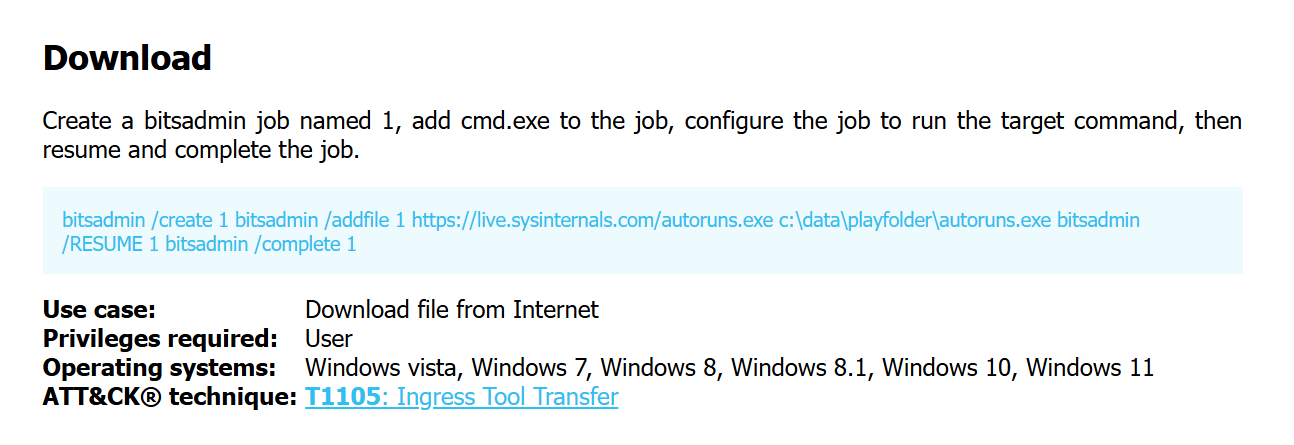 Download
Create a bitsadmin job named 1, add cmd.exe to the job, configure the job to run the target command, then
resume and complete the job.
bitsadmin /create 1 bitsadmin /addfile 1 https://live.sysinternals.com/autoruns.exe c:\data\playfolder\autoruns.exe bitsadmin
/RESUME 1 bitsadmin /complete 1
Use case: Download file from Internet
Privileges required: User
Operating systems: Windows vista, Windows 7, Windows 8, Windows 8.1, Windows 10, Windows 11
ATT&CK® technique: T1105: Ingress Tool Transfer